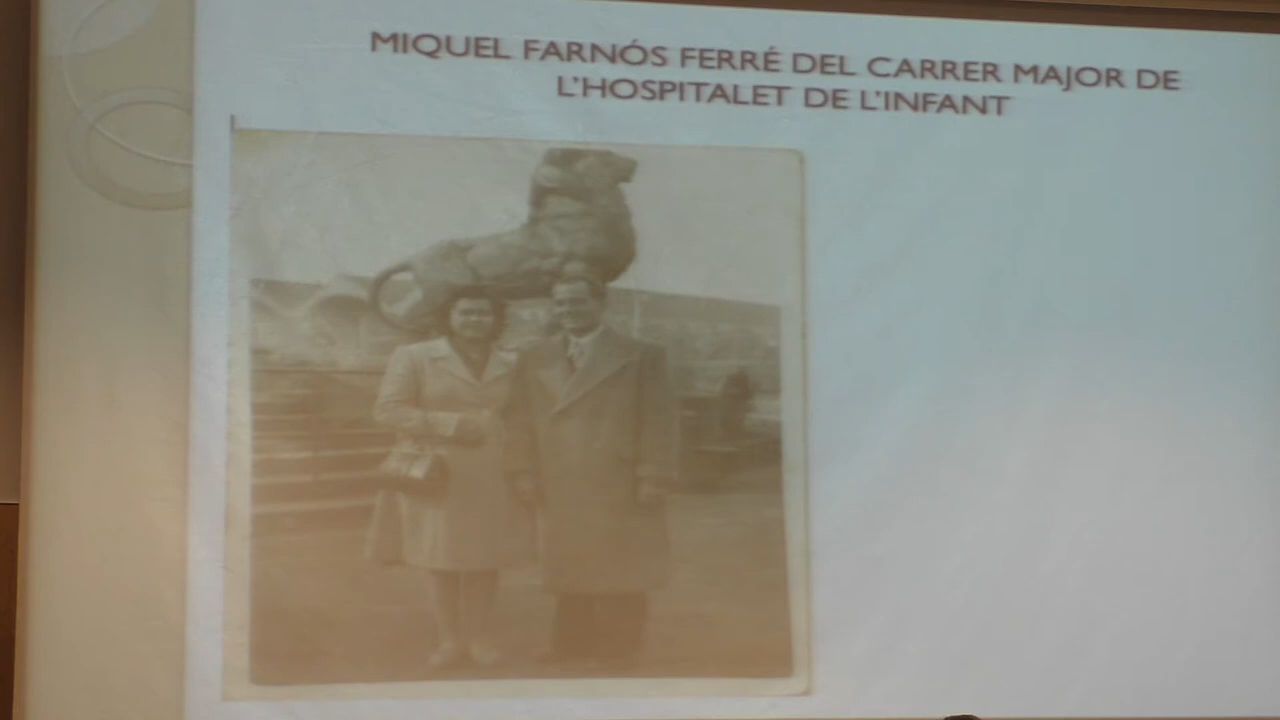 MIQUEL FARNÓS FERRÉ DEL CARRER MAJOR DE
L'HOSPITALET DE L'INFANT